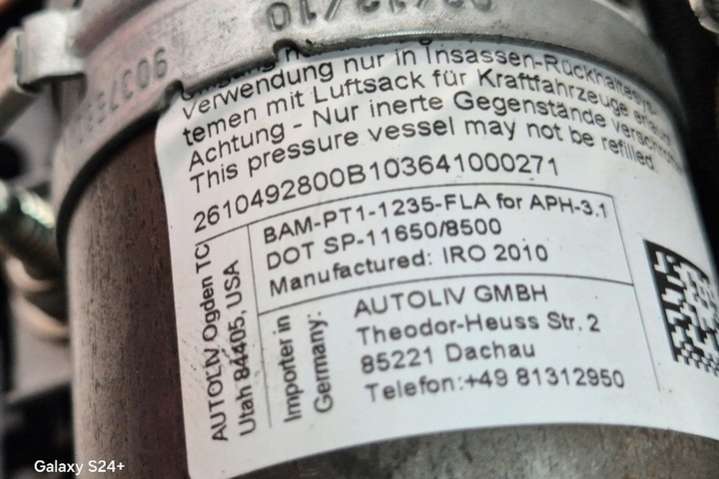 903758
Verwendung nur in Insassen-Rückhaltesys-
temen mit Luftsack für Kraftfahrzeuge erlaubt
Achtung - Nur inerte Gegenstände
This pressure vessel may not be refilled.
2610492800B103641000271
AUTOLIV Ogden TC
Utah 84405, USA
BAM-PT1-1235-FLA for APH-3.1
DOT SP-11650/8500
Manufactured: IRO 2010
Importer in
Germany:
AUTOLIV GMBH
Theodor-Heuss Str. 2
85221 Dachau
Telefon:+49 81312950
Galaxy S24+